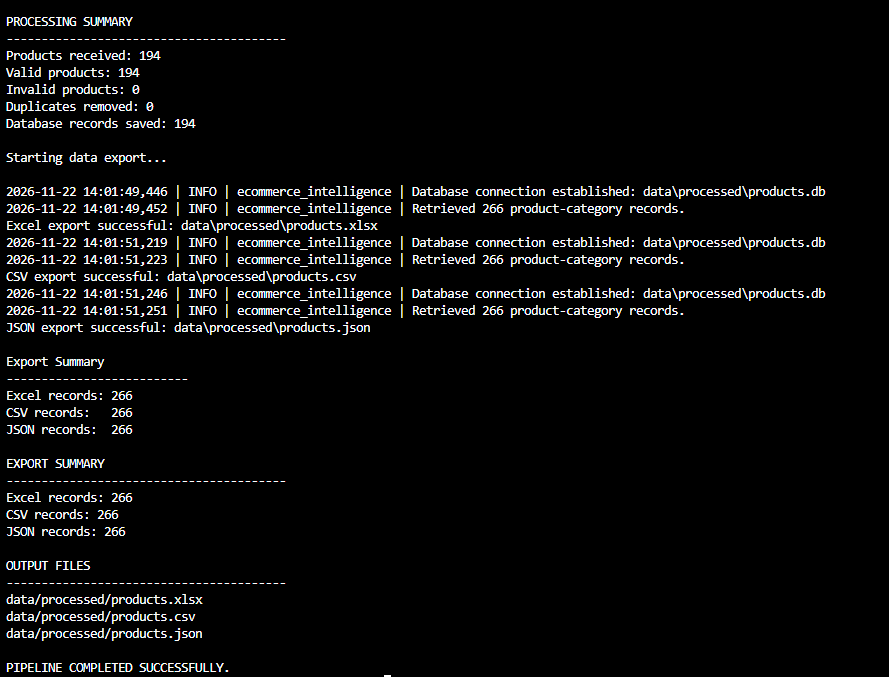 PROCESSING SUMMARY
----------------------------------------
Products received: 194
Valid products: 194
Invalid products: 0
Duplicates removed: 0
Database records saved: 194
Starting data export...
2026-11-22 14:01:49,446 | INFO | ecommerce_intelligence | Database connection established: data\processed\products.db
2026-11-22 14:01:49,452 | INFO | ecommerce_intelligence | Retrieved 266 product-category records.
Excel export successful: data\processed\products.xlsx
2026-11-22 14:01:51,219 | INFO | ecommerce_intelligence | Database connection established: data\processed\products.db
2026-11-22 14:01:51,223 | INFO | ecommerce_intelligence | Retrieved 266 product-category records.
CSV export successful: data\processed\products.csv
2026-11-22 14:01:51,246 | INFO | ecommerce_intelligence | Database connection established: data\processed\products.db
2026-11-22 14:01:51,251 | INFO | ecommerce_intelligence | Retrieved 266 product-category records.
JSON export successful: data\processed\products.json
Export Summary
--------------------------
Excel records: 266
CSV records:   266
JSON records:  266
EXPORT SUMMARY
----------------------------------------
Excel records: 266
CSV records: 266
JSON records: 266
OUTPUT FILES
----------------------------------------
data/processed/products.xlsx
data/processed/products.csv
data/processed/products.json
PIPELINE COMPLETED SUCCESSFULLY.